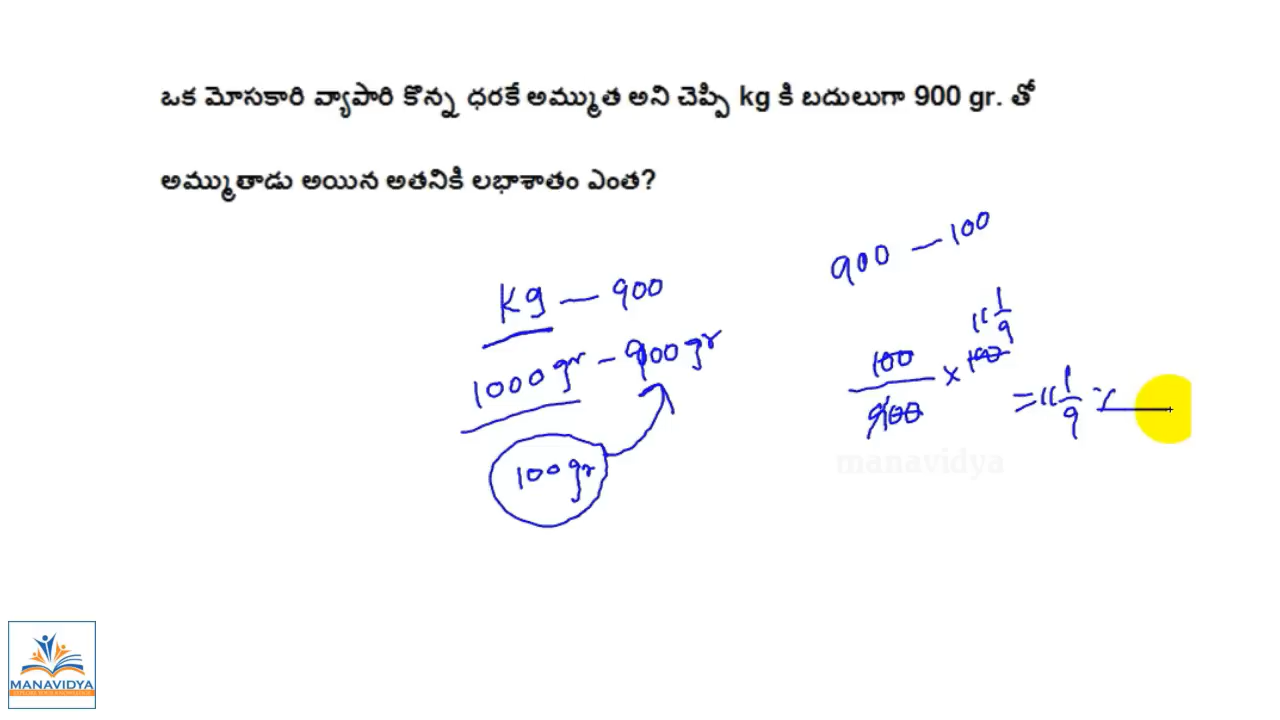 ఒక మోసకారి వ్యాపారి కొన్న ధరకే అమ్ముత అని చెప్పి kg కి బదులుగా 900 gr. తో
అమ్ముతాడు అయిన అతనికి లభాశాతం ఎంత?
900 — 100
kg — 900
1000 gr - 900 gr
100 gr
11 1/9
100/900 × 100 = 11 1/9 %
manavidya
MANAVIDYA